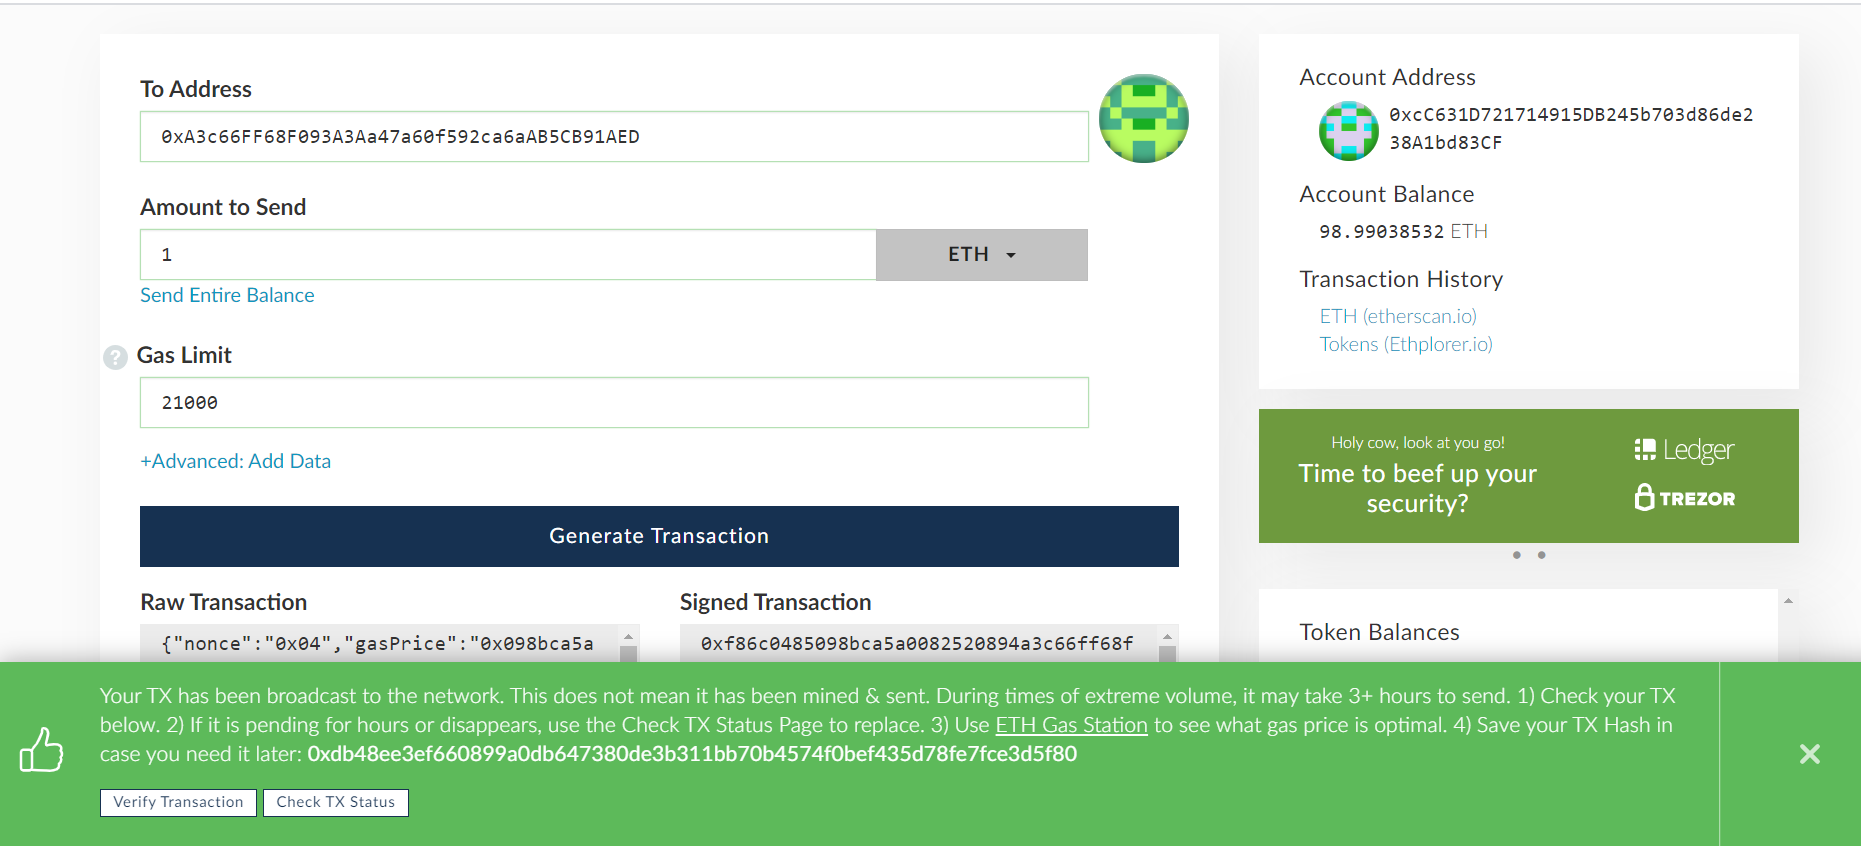 To Address
0xA3c66FF68F093A3Aa47a60f592ca6aAB5CB91AED
Amount to Send
1
ETH
Send Entire Balance
? Gas Limit
21000
+Advanced: Add Data
Generate Transaction
Raw Transaction
{"nonce":"0x04","gasPrice":"0x098bca5a
Signed Transaction
0xf86c0485098bca5a0082520894a3c66ff68f
Account Address
0xcC631D721714915DB245b703d86de2
38A1bd83CF
Account Balance
98.99038532 ETH
Transaction History
ETH (etherscan.io)
Tokens (Ethplorer.io)
Holy cow, look at you go!
Time to beef up your
security?
Ledger
TREZOR
Token Balances
Your TX has been broadcast to the network. This does not mean it has been mined & sent. During times of extreme volume, it may take 3+ hours to send. 1) Check your TX
below. 2) If it is pending for hours or disappears, use the Check TX Status Page to replace. 3) Use ETH Gas Station to see what gas price is optimal. 4) Save your TX Hash in
case you need it later: 0xdb48ee3ef660899a0db647380de3b311bb70b4574f0bef435d78fe7fce3d5f80
Verify Transaction
Check TX Status